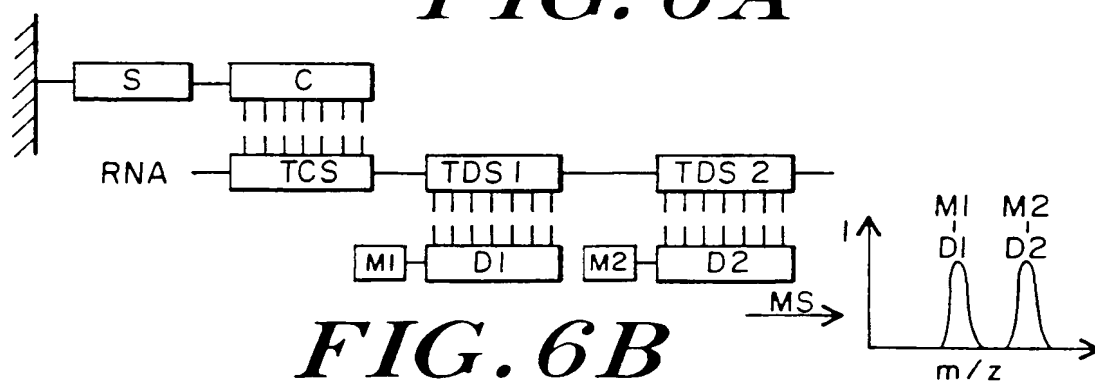 FIG. 6A
S
C
RNA
TCS
TDS 1
TDS 2
M1
D1
M2
D2
MS
I
M1
D1
M2
D2
m/z
FIG. 6B